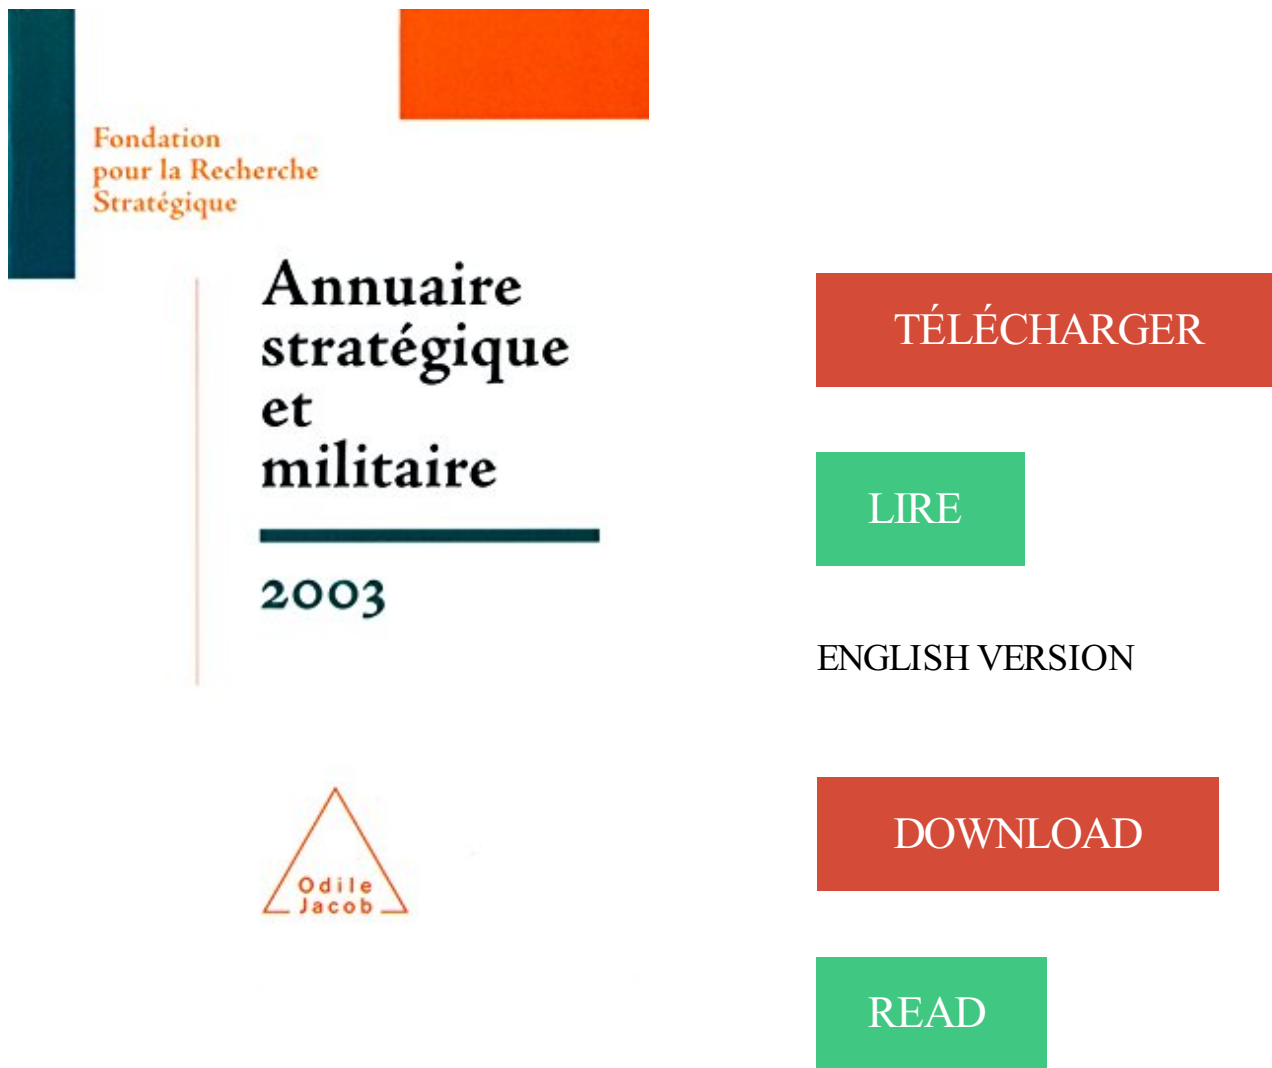 Fondation
pour la Recherche
Stratégique
Annuaire
stratégique
et
militaire
2003
Odile
Jacob
TÉLÉCHARGER
LIRE
ENGLISH VERSION
DOWNLOAD
READ